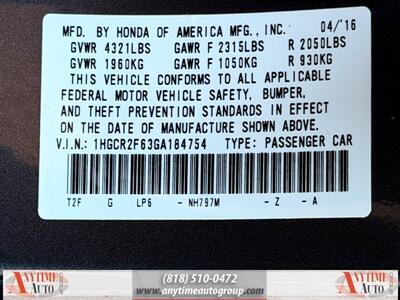 MFD. BY HONDA OF AMERICA MFG., INC. 04/'16
GVWR 4321LBS GAWR F 2315LBS R 2050LBS
GVWR 1960KG GAWR F 1050KG R 930KG
THIS VEHICLE CONFORMS TO ALL APPLICABLE
FEDERAL MOTOR VEHICLE SAFETY, BUMPER,
AND THEFT PREVENTION STANDARDS IN EFFECT
ON THE DATE OF MANUFACTURE SHOWN ABOVE.
V.I.N.: 1HGCR2F63GA184754 TYPE: PASSENGER CAR
T2F G LP6 - NH797M - Z - A
ANYTIME AUTO
(818) 510-0472
www.anytimeautogroup.com
ANYTIME AUTO